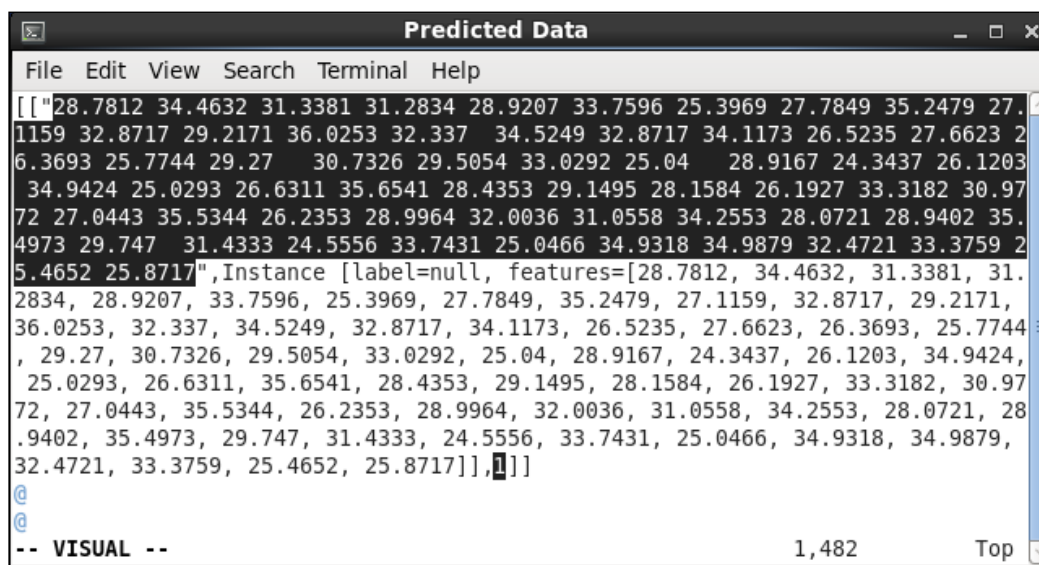 Predicted Data
File Edit View Search Terminal Help
[["28.7812 34.4632 31.3381 31.2834 28.9207 33.7596 25.3969 27.7849 35.2479 27.
1159 32.8717 29.2171 36.0253 32.337  34.5249 32.8717 34.1173 26.5235 27.6623 2
6.3693 25.7744 29.27   30.7326 29.5054 33.0292 25.04   28.9167 24.3437 26.1203
 34.9424 25.0293 26.6311 35.6541 28.4353 29.1495 28.1584 26.1927 33.3182 30.97
72 27.0443 35.5344 26.2353 28.9964 32.0036 31.0558 34.2553 28.0721 28.9402 35.
4973 29.747  31.4333 24.5556 33.7431 25.0466 34.9318 34.9879 32.4721 33.3759 2
5.4652 25.8717",Instance [label=null, features=[28.7812, 34.4632, 31.3381, 31.
2834, 28.9207, 33.7596, 25.3969, 27.7849, 35.2479, 27.1159, 32.8717, 29.2171,
36.0253, 32.337, 34.5249, 32.8717, 34.1173, 26.5235, 27.6623, 26.3693, 25.7744
, 29.27, 30.7326, 29.5054, 33.0292, 25.04, 28.9167, 24.3437, 26.1203, 34.9424,
 25.0293, 26.6311, 35.6541, 28.4353, 29.1495, 28.1584, 26.1927, 33.3182, 30.97
72, 27.0443, 35.5344, 26.2353, 28.9964, 32.0036, 31.0558, 34.2553, 28.0721, 28
.9402, 35.4973, 29.747, 31.4333, 24.5556, 33.7431, 25.0466, 34.9318, 34.9879,
32.4721, 33.3759, 25.4652, 25.8717]],1]]
@
@
-- VISUAL -- 1,482 Top